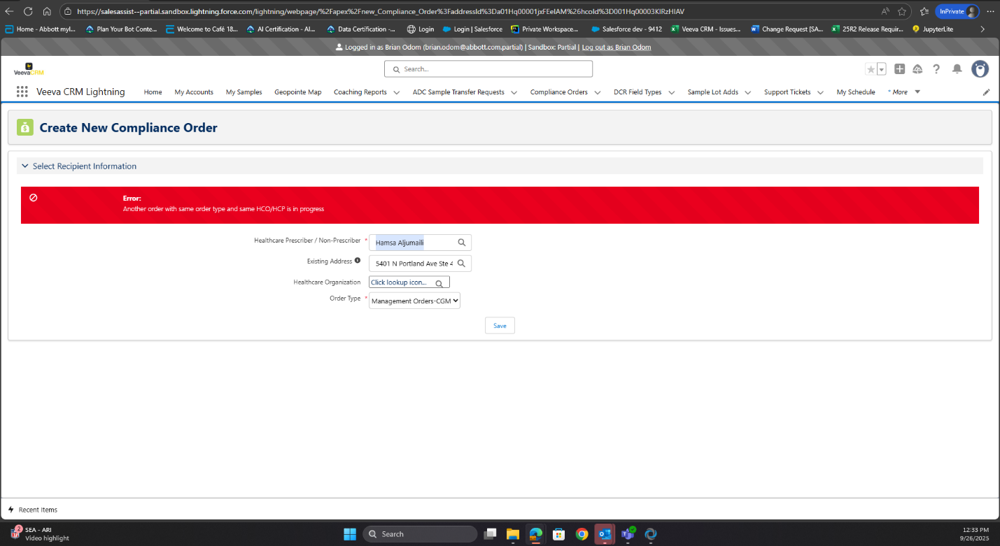 https://salesassist--partial.sandbox.lightning.force.com/lightning/webpage/%2Fapex%2Fnew_Compliance_Order%3FaddressId%3Da01Hq00001jxFEeIAM%26hcoId%3D001Hq00003KIRzHIAV
InPrivate
Home - Abbott myI...
Plan Your Bot Conte...
Welcome to Café 18...
AI Certification - Al...
Data Certification -...
Login
Login | Salesforce
Private Workspace...
Salesforce dev - 9412
Veeva CRM - Issues...
Change Request [SA...
25R2 Release Requir...
JupyterLite
Logged in as Brian Odom (brian.odom@abbott.com.partial) | Sandbox: Partial | Log out as Brian Odom
VeevaCRM
Search...
Veeva CRM Lightning
Home
My Accounts
My Samples
Geopointe Map
Coaching Reports
ADC Sample Transfer Requests
Compliance Orders
DCR Field Types
Sample Lot Adds
Support Tickets
My Schedule
* More
Create New Compliance Order
Select Recipient Information
Error:
Another order with same order type and same HCO/HCP is in progress
Healthcare Prescriber / Non-Prescriber * Hamsa Aljumaili
Existing Address 5401 N Portland Ave Ste 4
Healthcare Organization Click lookup icon...
Order Type * Management Orders-CGM
Save
Recent Items
2
SEA - ARI
Video highlight
Search
12:33 PM
9/26/2025